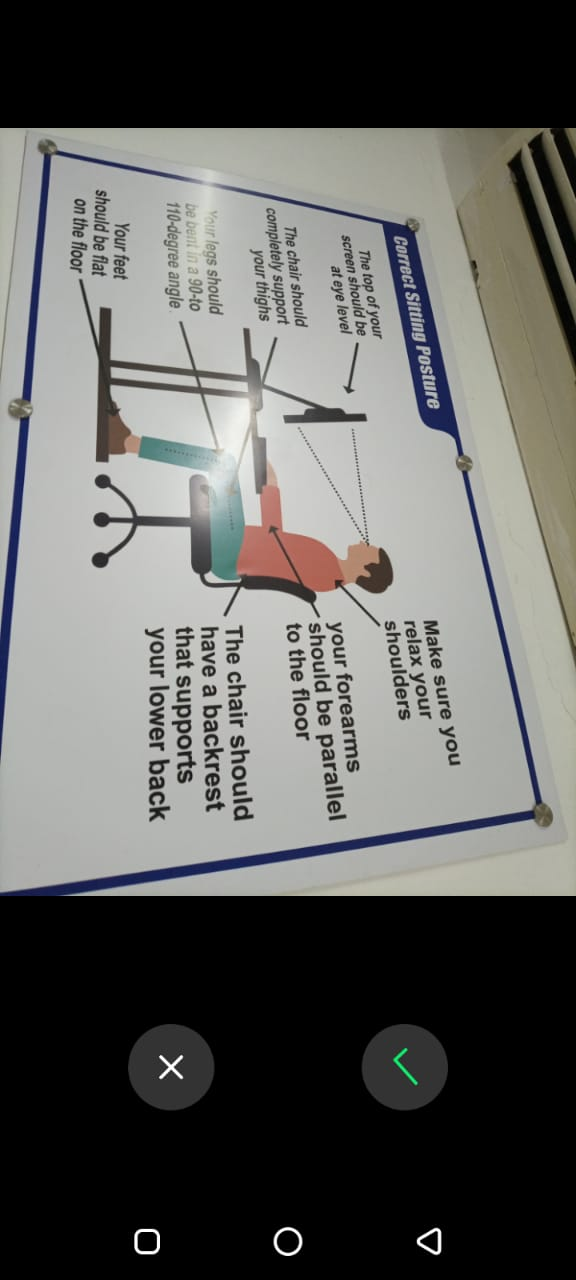 Correct Sitting Posture
The top of your
screen should be
at eye level
The chair should
completely support
your thighs
Your legs should
be bent in a 90-to
110-degree angle.
Your feet
should be flat
on the floor
Make sure you
relax your
shoulders
your forearms
should be parallel
to the floor
The chair should
have a backrest
that supports
your lower back